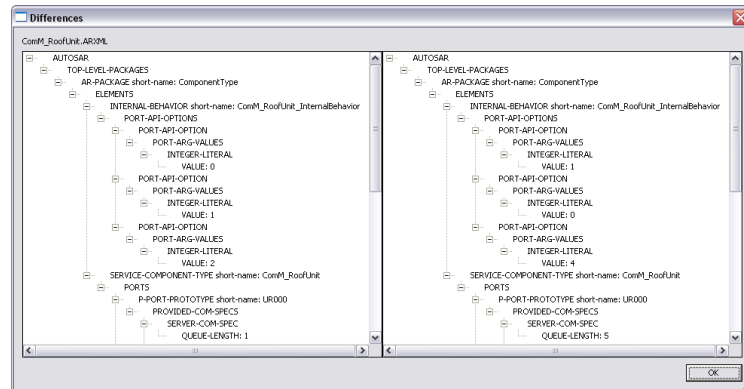 Differences
ComM_RoofUnit.ARXML
AUTOSAR
TOP-LEVEL-PACKAGES
AR-PACKAGE short-name: ComponentType
ELEMENTS
INTERNAL-BEHAVIOR short-name: ComM_RoofUnit_InternalBehavior
PORT-API-OPTIONS
PORT-API-OPTION
PORT-ARG-VALUES
INTEGER-LITERAL
VALUE: 0
PORT-API-OPTION
PORT-ARG-VALUES
INTEGER-LITERAL
VALUE: 1
PORT-API-OPTION
PORT-ARG-VALUES
INTEGER-LITERAL
VALUE: 2
SERVICE-COMPONENT-TYPE short-name: ComM_RoofUnit
PORTS
P-PORT-PROTOTYPE short-name: UR000
PROVIDED-COM-SPECS
SERVER-COM-SPEC
QUEUE-LENGTH: 1
AUTOSAR
TOP-LEVEL-PACKAGES
AR-PACKAGE short-name: ComponentType
ELEMENTS
INTERNAL-BEHAVIOR short-name: ComM_RoofUnit_InternalBehavior
PORT-API-OPTIONS
PORT-API-OPTION
PORT-ARG-VALUES
INTEGER-LITERAL
VALUE: 1
PORT-API-OPTION
PORT-ARG-VALUES
INTEGER-LITERAL
VALUE: 0
PORT-API-OPTION
PORT-ARG-VALUES
INTEGER-LITERAL
VALUE: 4
SERVICE-COMPONENT-TYPE short-name: ComM_RoofUnit
PORTS
P-PORT-PROTOTYPE short-name: UR000
PROVIDED-COM-SPECS
SERVER-COM-SPEC
QUEUE-LENGTH: 5
OK